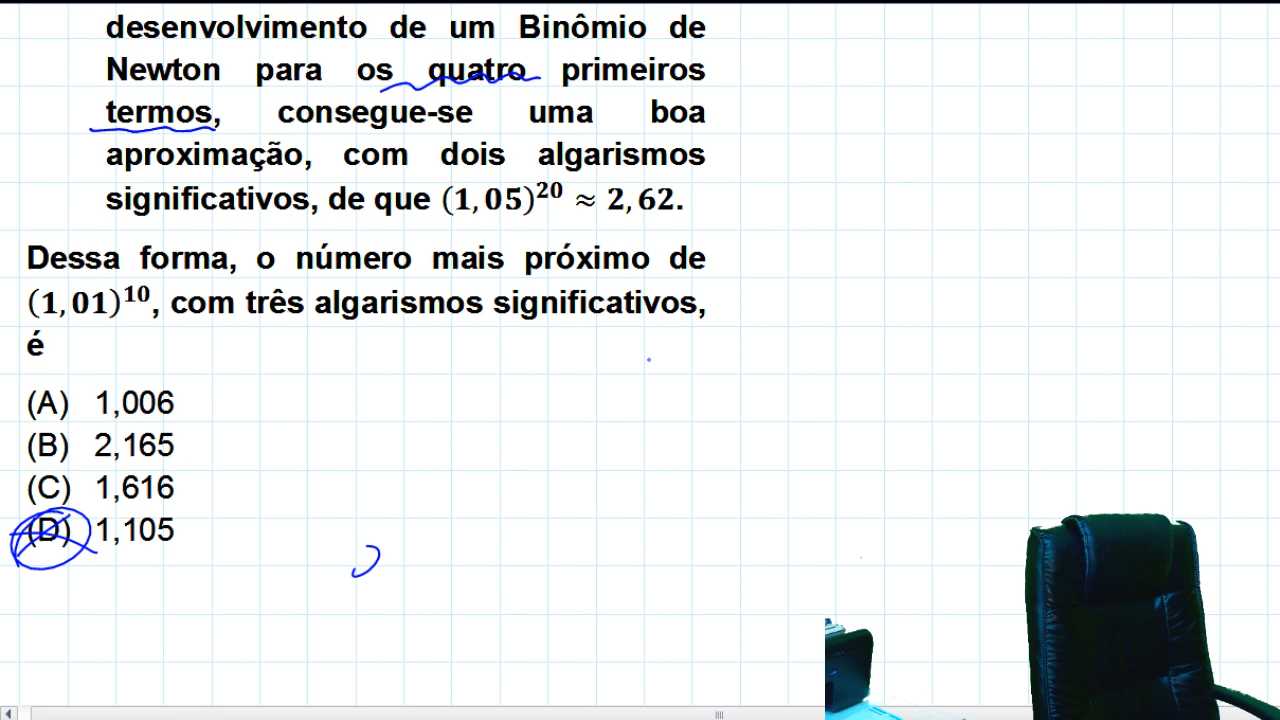 desenvolvimento de um Binômio de
Newton para os quatro primeiros
termos, consegue-se uma boa
aproximação, com dois algarismos
significativos, de que (1,05)²⁰ ≈ 2,62.
Dessa forma, o número mais próximo de
(1,01)¹⁰, com três algarismos significativos,
é
(A) 1,006
(B) 2,165
(C) 1,616
(D) 1,105